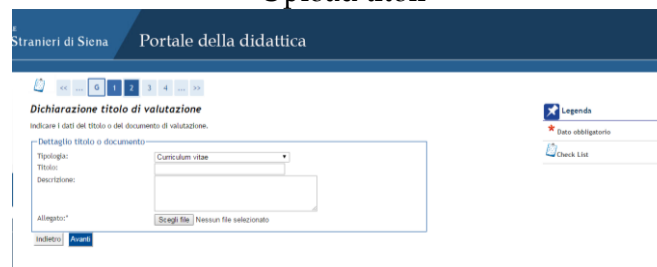 Upload titoli
Stranieri di Siena
Portale della didattica
<< ... G 1 2 3 4 ... >>
Dichiarazione titolo di valutazione
Indicare i dati del titolo o del documento di valutazione.
Dettaglio titolo o documento
Tipologia: Curriculum vitae
Titolo:
Descrizione:
Allegato:* Scegli file Nessun file selezionato
Indietro Avanti
Legenda
* Dato obbligatorio
Check List